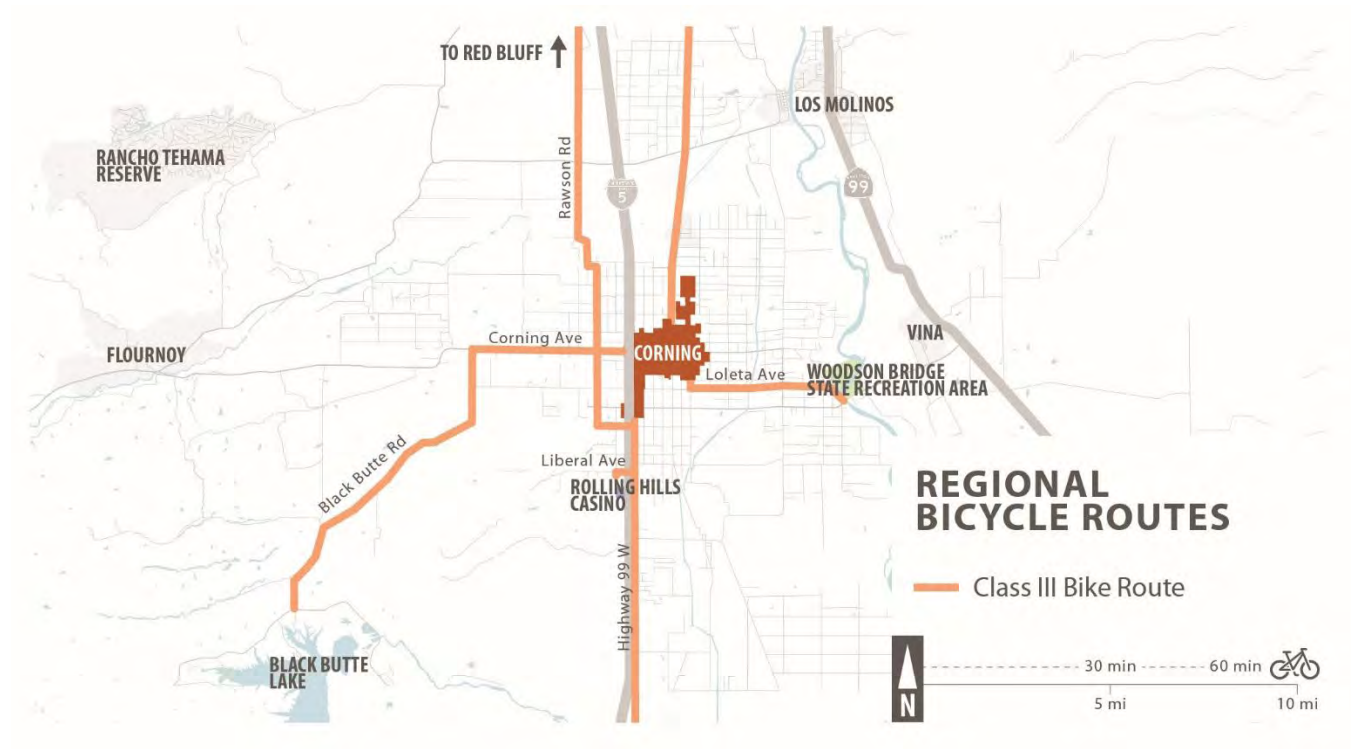 TO RED BLUFF
LOS MOLINOS
RANCHO TEHAMA
RESERVE
Rawson Rd
5
99
VINA
Corning Ave
CORNING
FLOURNOY
Loleta Ave
WOODSON BRIDGE
STATE RECREATION AREA
Black Butte Rd
Liberal Ave
ROLLING HILLS
CASINO
REGIONAL
BICYCLE ROUTES
Class III Bike Route
Highway 99 W
BLACK BUTTE
LAKE
N
30 min 60 min
5 mi 10 mi